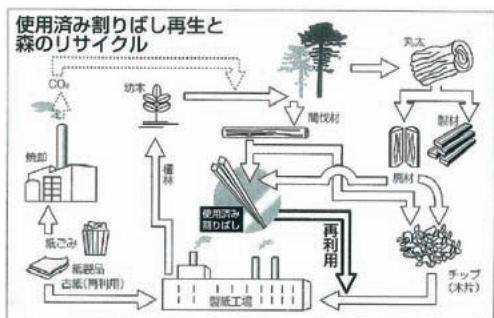 使用済み割りばし再生と
森のリサイクル
CO₂
幼木
丸太
間伐材
製材
焼却
植林
廃材
使用済み
割りばし
再利用
紙ごみ
紙製品
古紙(再利用)
製紙工場
チップ
(木片)